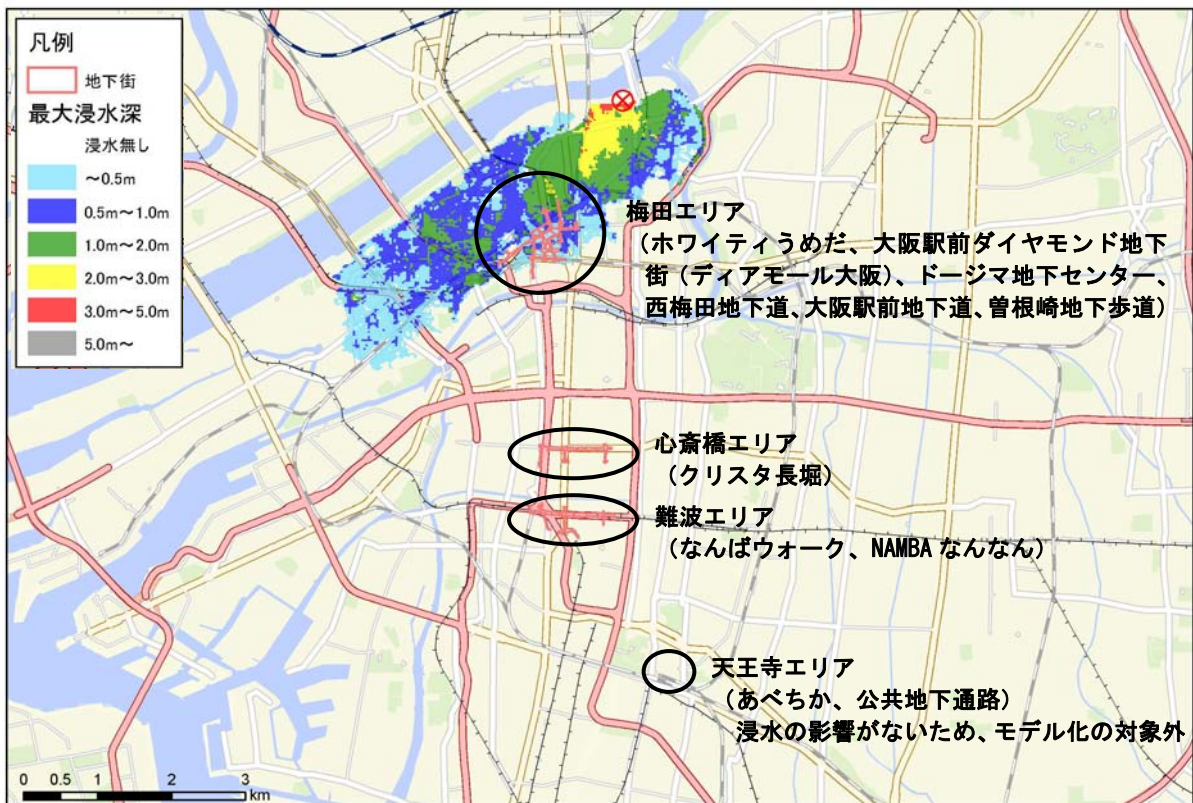 凡例
地下街
最大浸水深
浸水無し
~0.5m
0.5m~1.0m
1.0m~2.0m
2.0m~3.0m
3.0m~5.0m
5.0m~
梅田エリア
(ホワイティうめだ、大阪駅前ダイヤモンド地下
街(ディアモール大阪)、ドージマ地下センター、
西梅田地下道、大阪駅前地下道、曽根崎地下歩道)
心斎橋エリア
(クリスタ長堀)
難波エリア
(なんばウォーク、NAMBA なんなん)
天王寺エリア
(あべちか、公共地下通路)
浸水の影響がないため、モデル化の対象外
0 0.5 1 2 3
km